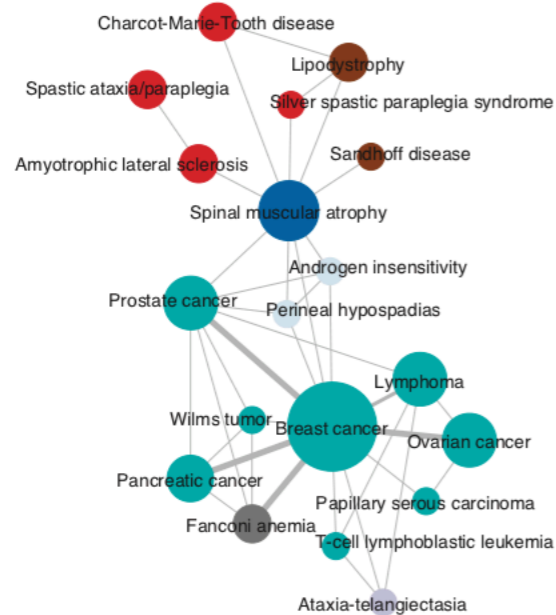 Charcot-Marie-Tooth disease
Lipodystrophy
Spastic ataxia/paraplegia
Silver spastic paraplegia syndrome
Sandhoff disease
Amyotrophic lateral sclerosis
Spinal muscular atrophy
Androgen insensitivity
Prostate cancer
Perineal hypospadias
Lymphoma
Wilms tumor
Breast cancer
Ovarian cancer
Pancreatic cancer
Papillary serous carcinoma
Fanconi anemia
T-cell lymphoblastic leukemia
Ataxia-telangiectasia